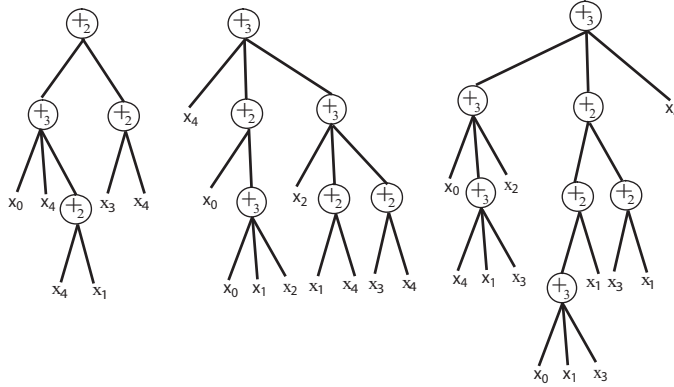 +₂ +₃ +₃
+₃ +₂ x₄ +₂ +₃ +₃ +₂ x
x₀ x₄ +₂ x₃ x₄ x₀ +₃ x₂ +₂ +₂ x₀ +₃ x₂ +₂ +₂
x₄ x₁ x₀ x₁ x₂ x₁ x₄ x₃ x₄ x₄ x₁ x₃ +₃ x₁ x₃ x₁
x₀ x₁ x₃